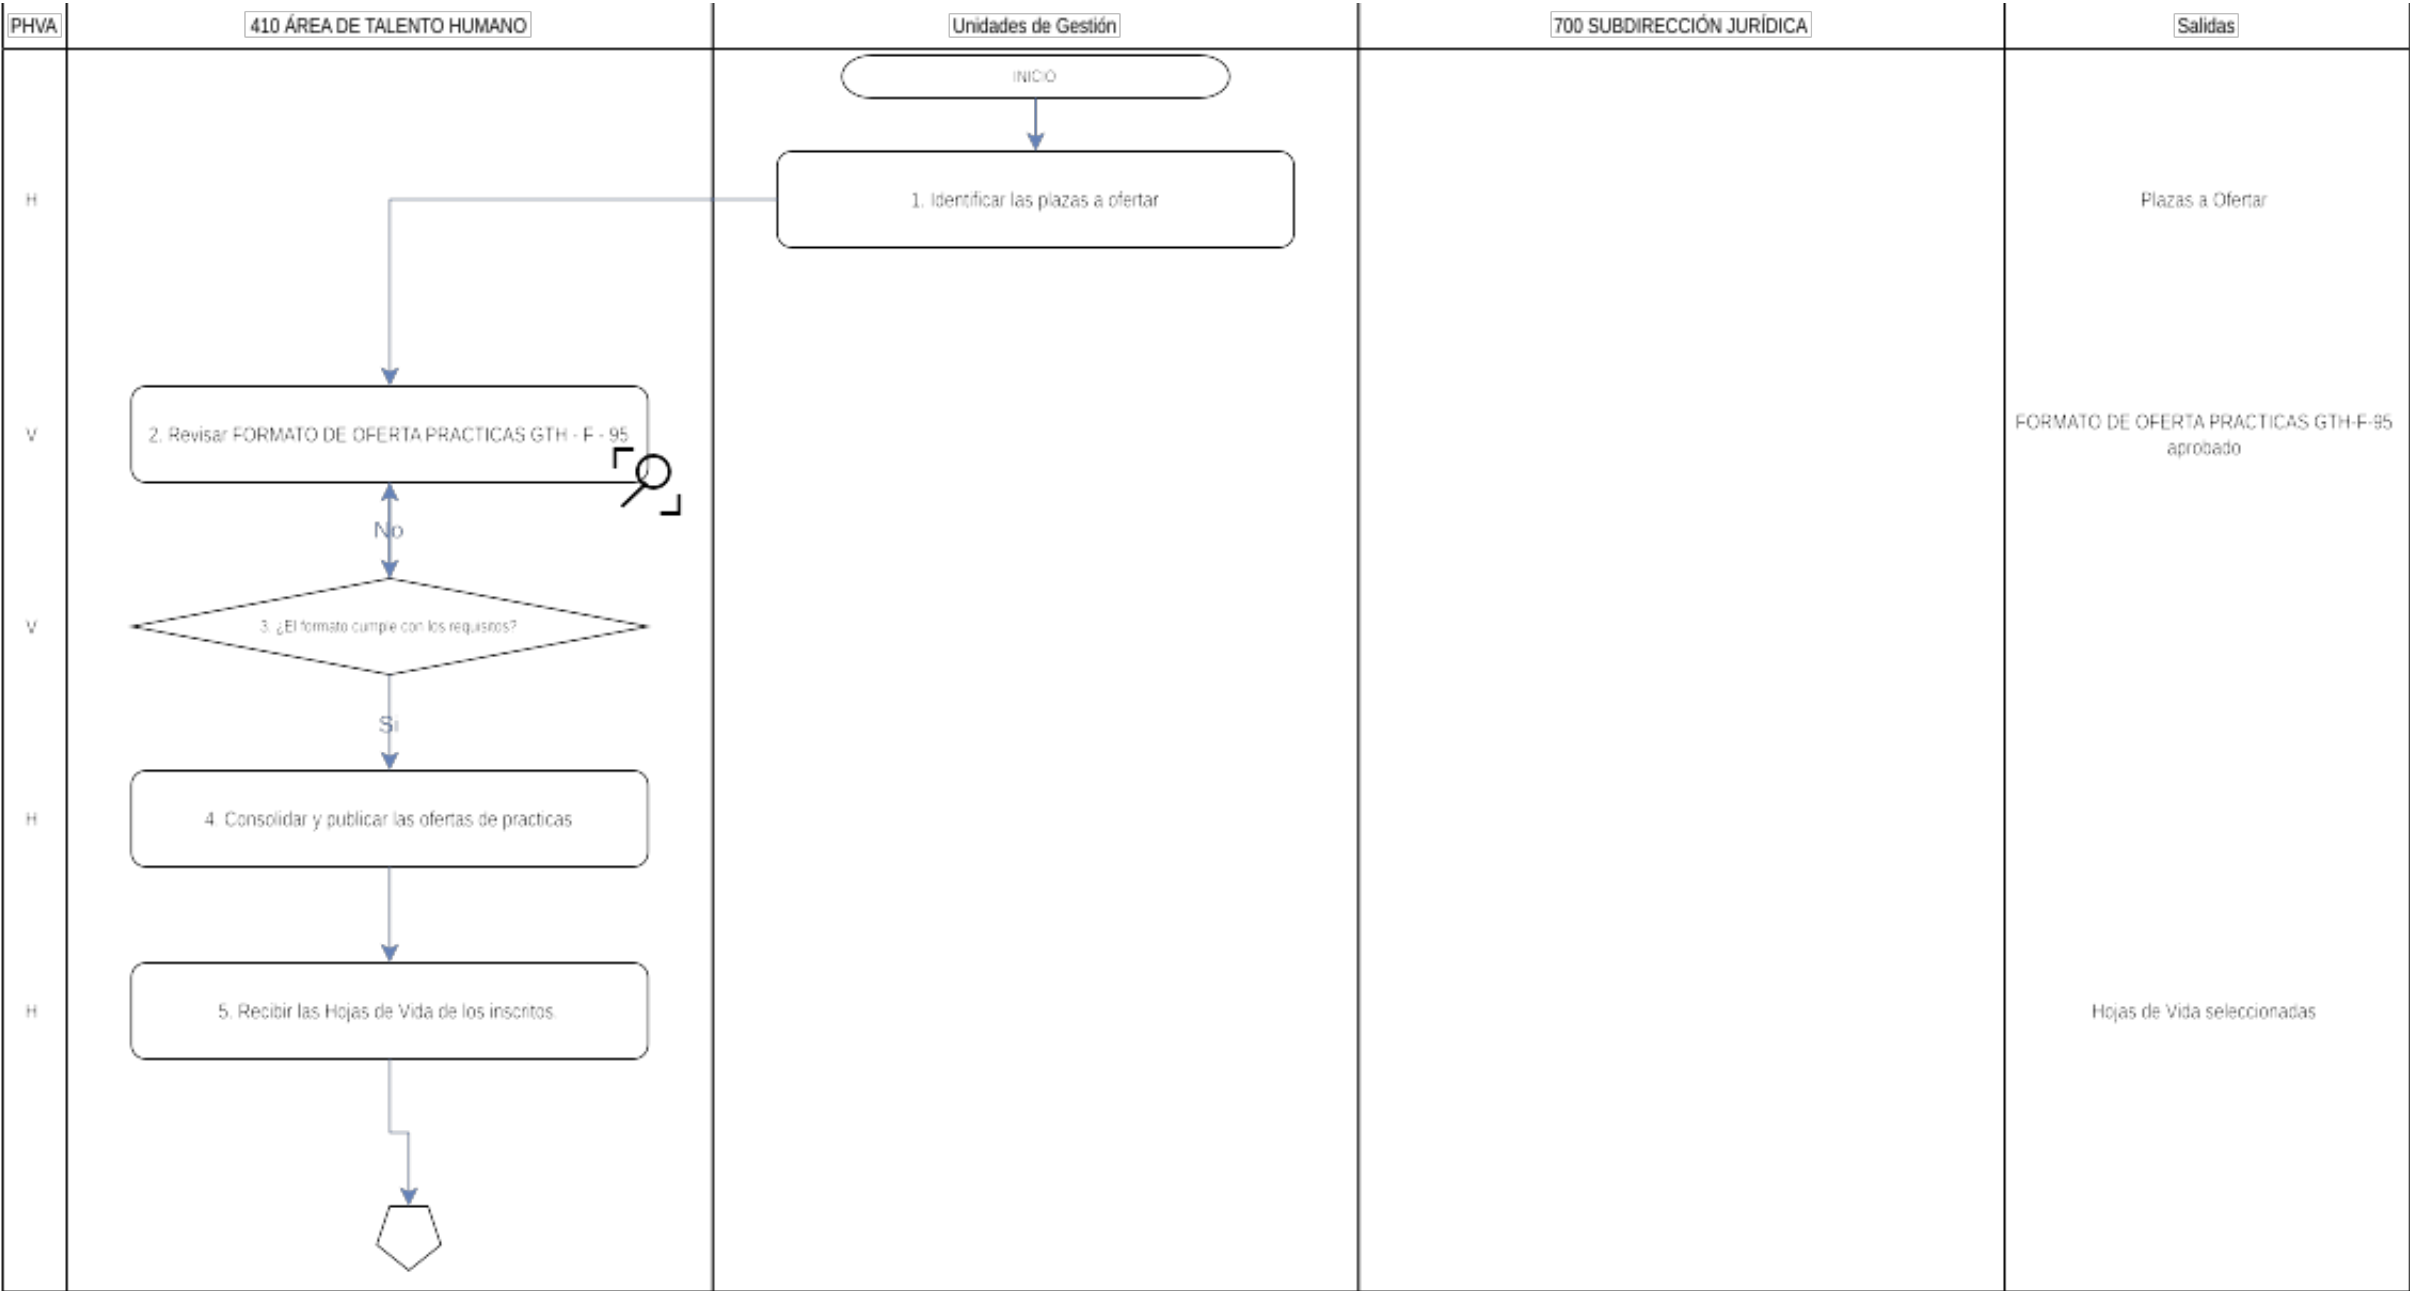 PHVA
410 ÁREA DE TALENTO HUMANO
Unidades de Gestión
700 SUBDIRECCIÓN JURÍDICA
Salidas
INICIO
H
1. Identificar las plazas a ofertar
Plazas a Ofertar
V
2. Revisar FORMATO DE OFERTA PRACTICAS GTH - F - 95
FORMATO DE OFERTA PRACTICAS GTH-F-95
aprobado
No
V
3. ¿El formato cumple con los requisitos?
Si
H
4. Consolidar y publicar las ofertas de practicas
H
5. Recibir las Hojas de Vida de los inscritos.
Hojas de Vida seleccionadas